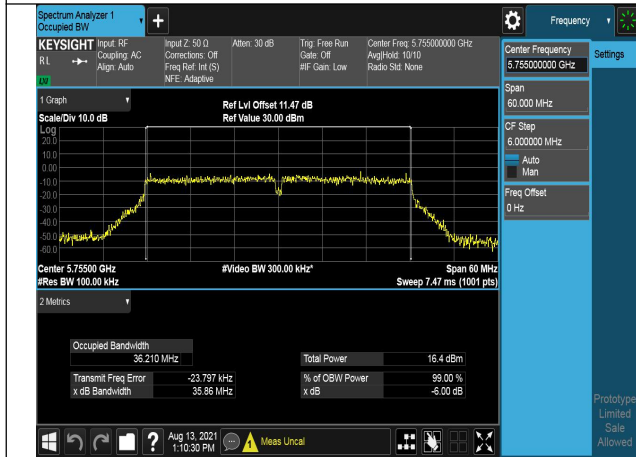 Spectrum Analyzer 1
Occupied BW
Frequency
KEYSIGHT
R L
Input: RF
Coupling: AC
Align: Auto
Input Z: 50 Ω
Corrections: Off
Freq Ref: Int (S)
NFE: Adaptive
Atten: 30 dB
Trig: Free Run
Gate: Off
#IF Gain: Low
Center Freq: 5.755000000 GHz
Avg|Hold: 10/10
Radio Std: None
Center Frequency
5.755000000 GHz
Settings
Span
60.000 MHz
CF Step
6.000000 MHz
Auto
Man
Freq Offset
0 Hz
1 Graph
Scale/Div 10.0 dB
Ref Lvl Offset 11.47 dB
Ref Value 30.00 dBm
Log
20.0
10.0
0.00
-10.0
-20.0
-30.0
-40.0
-50.0
-60.0
Center 5.75500 GHz
#Video BW 300.00 kHz*
Span 60 MHz
#Res BW 100.00 kHz
Sweep 7.47 ms (1001 pts)
2 Metrics
Occupied Bandwidth
36.210 MHz
Total Power 16.4 dBm
Transmit Freq Error -23.797 kHz
% of OBW Power 99.00 %
x dB Bandwidth 35.86 MHz
x dB -6.00 dB
Prototype
Limited
Sale
Allowed
?
Aug 13, 2021
1:10:30 PM
Meas Uncal